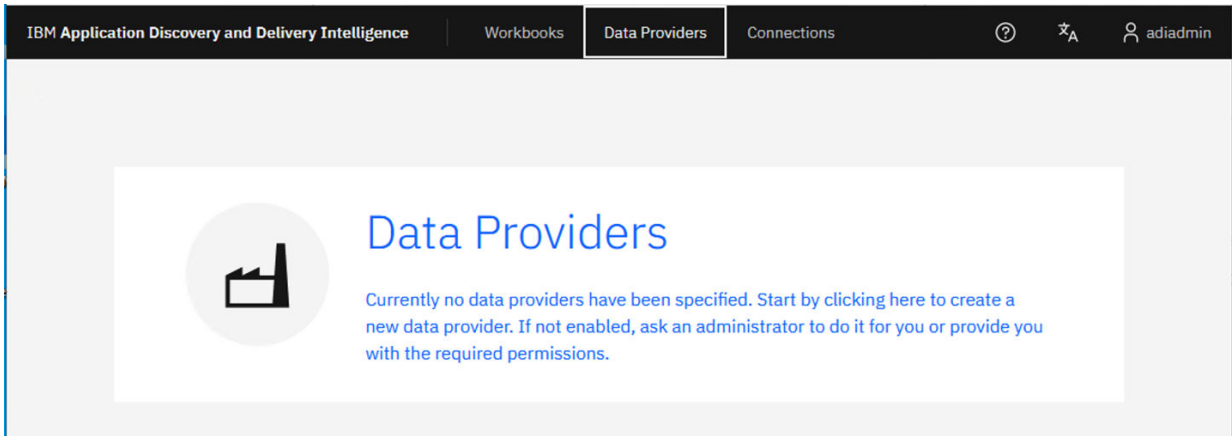 IBM Application Discovery and Delivery Intelligence Workbooks Data Providers Connections adiadmin
Data Providers
Currently no data providers have been specified. Start by clicking here to create a
new data provider. If not enabled, ask an administrator to do it for you or provide you
with the required permissions.